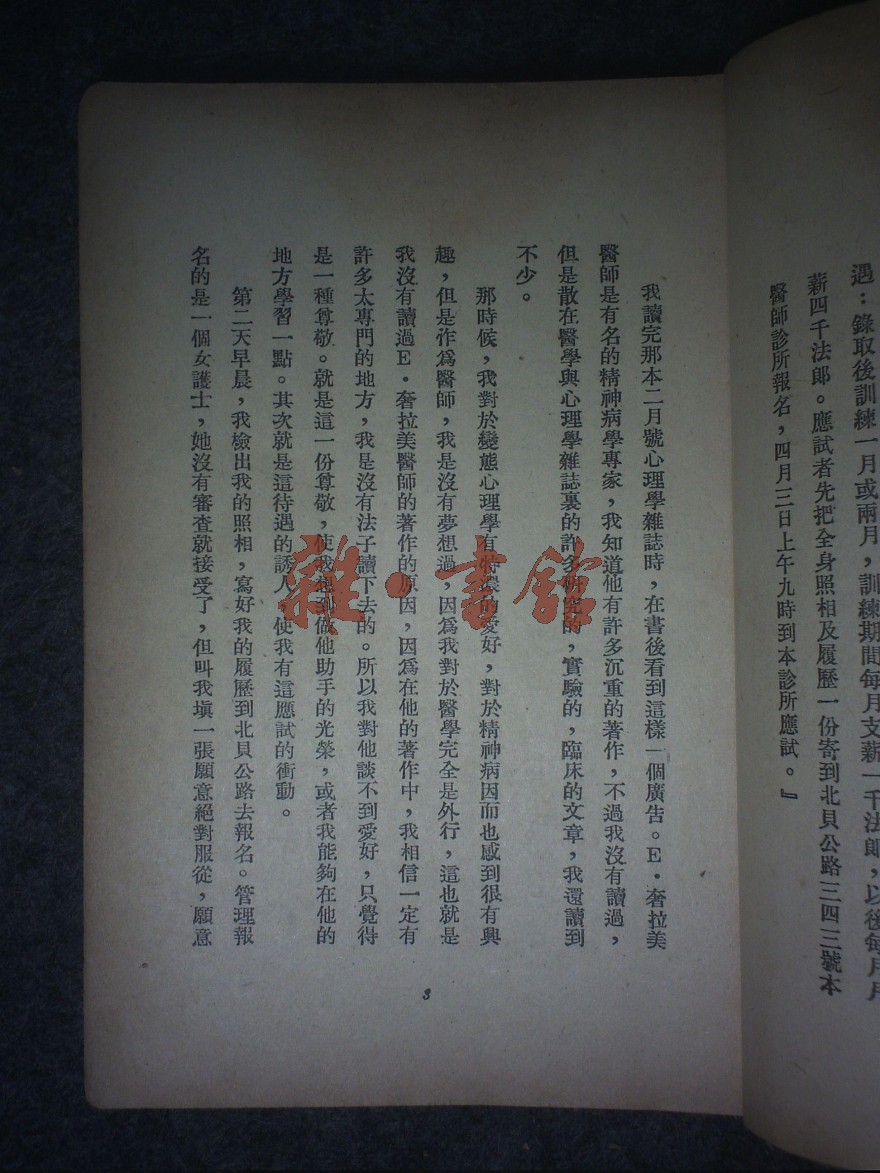 遇：錄取後訓練一月或兩月，訓練期間每月支薪一千法郎，以後每月月
薪四千法郎。應試者先把全身照相及履歷一份寄到北貝公路三四三號本
醫師診所報名，四月三日上午九時到本診所應試。』
我讀完那本二月號心理學雜誌時，在書後看到這樣一個廣告。E・奢拉美
醫師是有名的精神病學專家，我知道他有許多沉重的著作，不過我沒有讀過，
但是散在醫學與心理學雜誌裏的許多研究的，實驗的，臨床的文章，我還讀到
不少。
那時候，我對於變態心理學有特濃的愛好，對於精神病因而也感到很有興
趣，但是作爲醫師，我是沒有夢想過，因爲我對於醫學完全是外行，這也就是
我沒有讀過E・奢拉美醫師的著作的原因，因爲在他的著作中，我相信一定有
許多太專門的地方，我是沒有法子讀下去的。所以我對他談不到愛好，只覺得
是一種尊敬。就是這一份尊敬，使我想到做他助手的光榮，或者我能夠在他的
地方學習一點。其次就是這待遇的誘人，使我有這應試的衝動。
第二天早晨，我檢出我的照相，寫好我的履歷到北貝公路去報名。管理報
名的是一個女護士，她沒有審查就接受了，但叫我塡一張願意絕對服從，願意
3
雜・書館